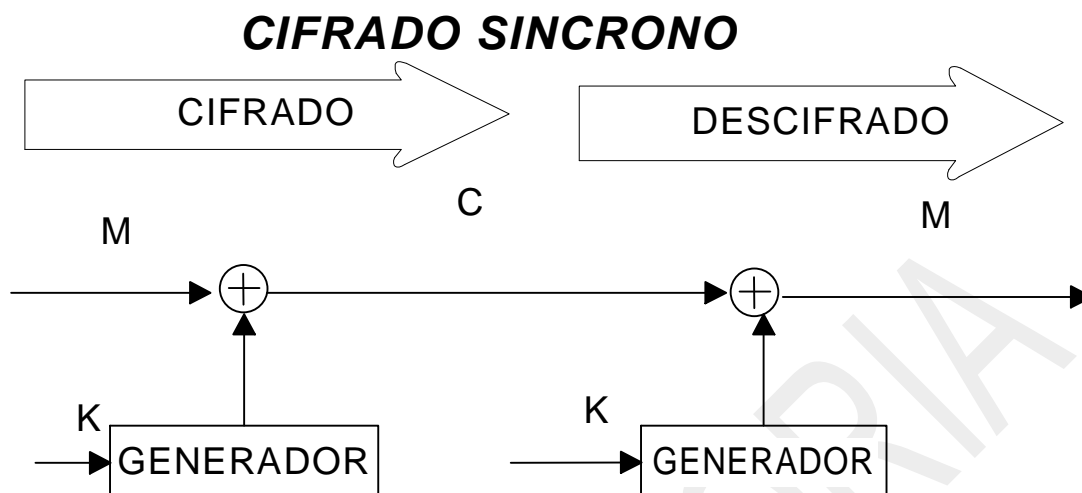 CIFRADO SINCRONO
CIFRADO
DESCIFRADO
C
M
M
K
K
GENERADOR
GENERADOR